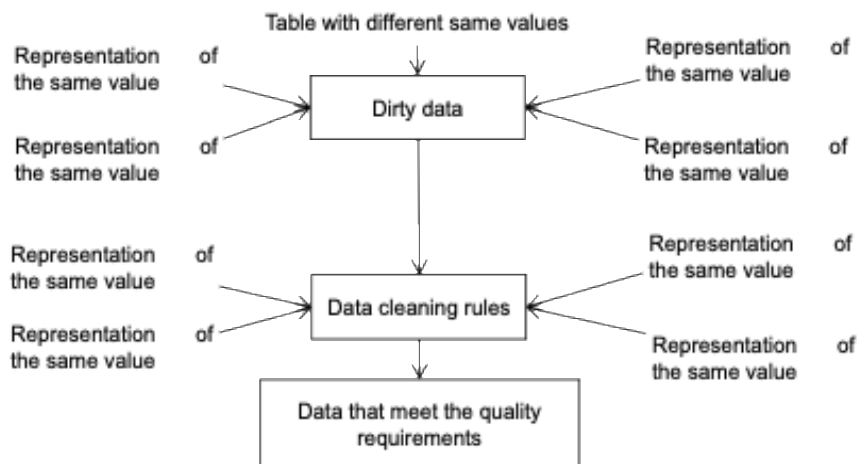 Table with different same values
Representation of
the same value
Representation of
the same value
Dirty data
Representation of
the same value
Representation of
the same value
Representation of
the same value
Representation of
the same value
Data cleaning rules
Representation of
the same value
Representation of
the same value
Data that meet the quality
requirements